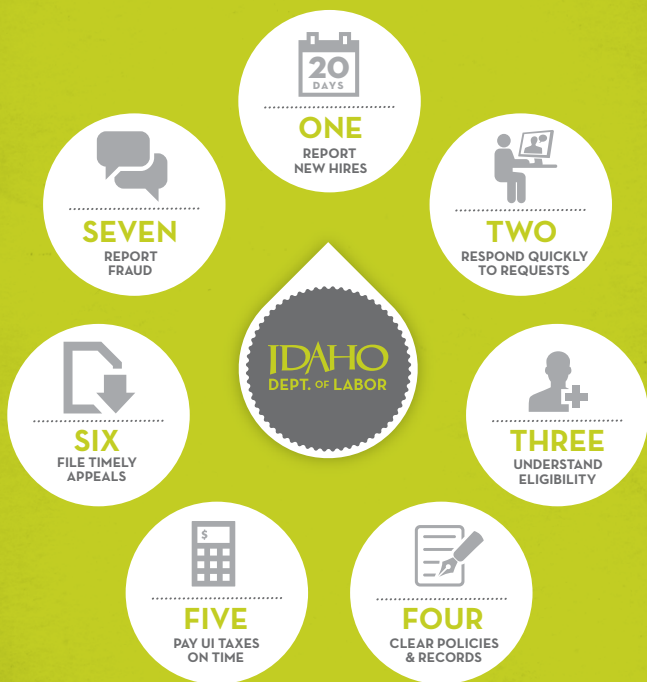 20
DAYS
ONE
REPORT
NEW HIRES
TWO
RESPOND QUICKLY
TO REQUESTS
THREE
UNDERSTAND
ELIGIBILITY
FOUR
CLEAR POLICIES
& RECORDS
$
FIVE
PAY UI TAXES
ON TIME
SIX
FILE TIMELY
APPEALS
SEVEN
REPORT
FRAUD
IDAHO
DEPT. OF LABOR